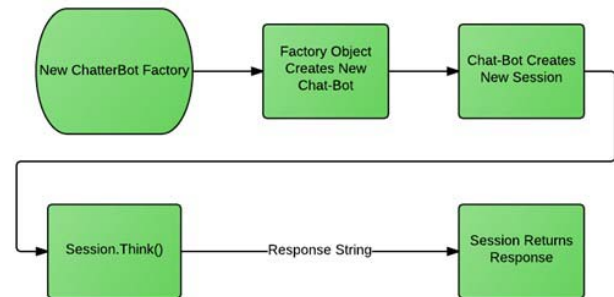 New ChatterBot Factory
Factory Object
Creates New
Chat-Bot
Chat-Bot Creates
New Session
Session.Think()
Response String
Session Returns
Response